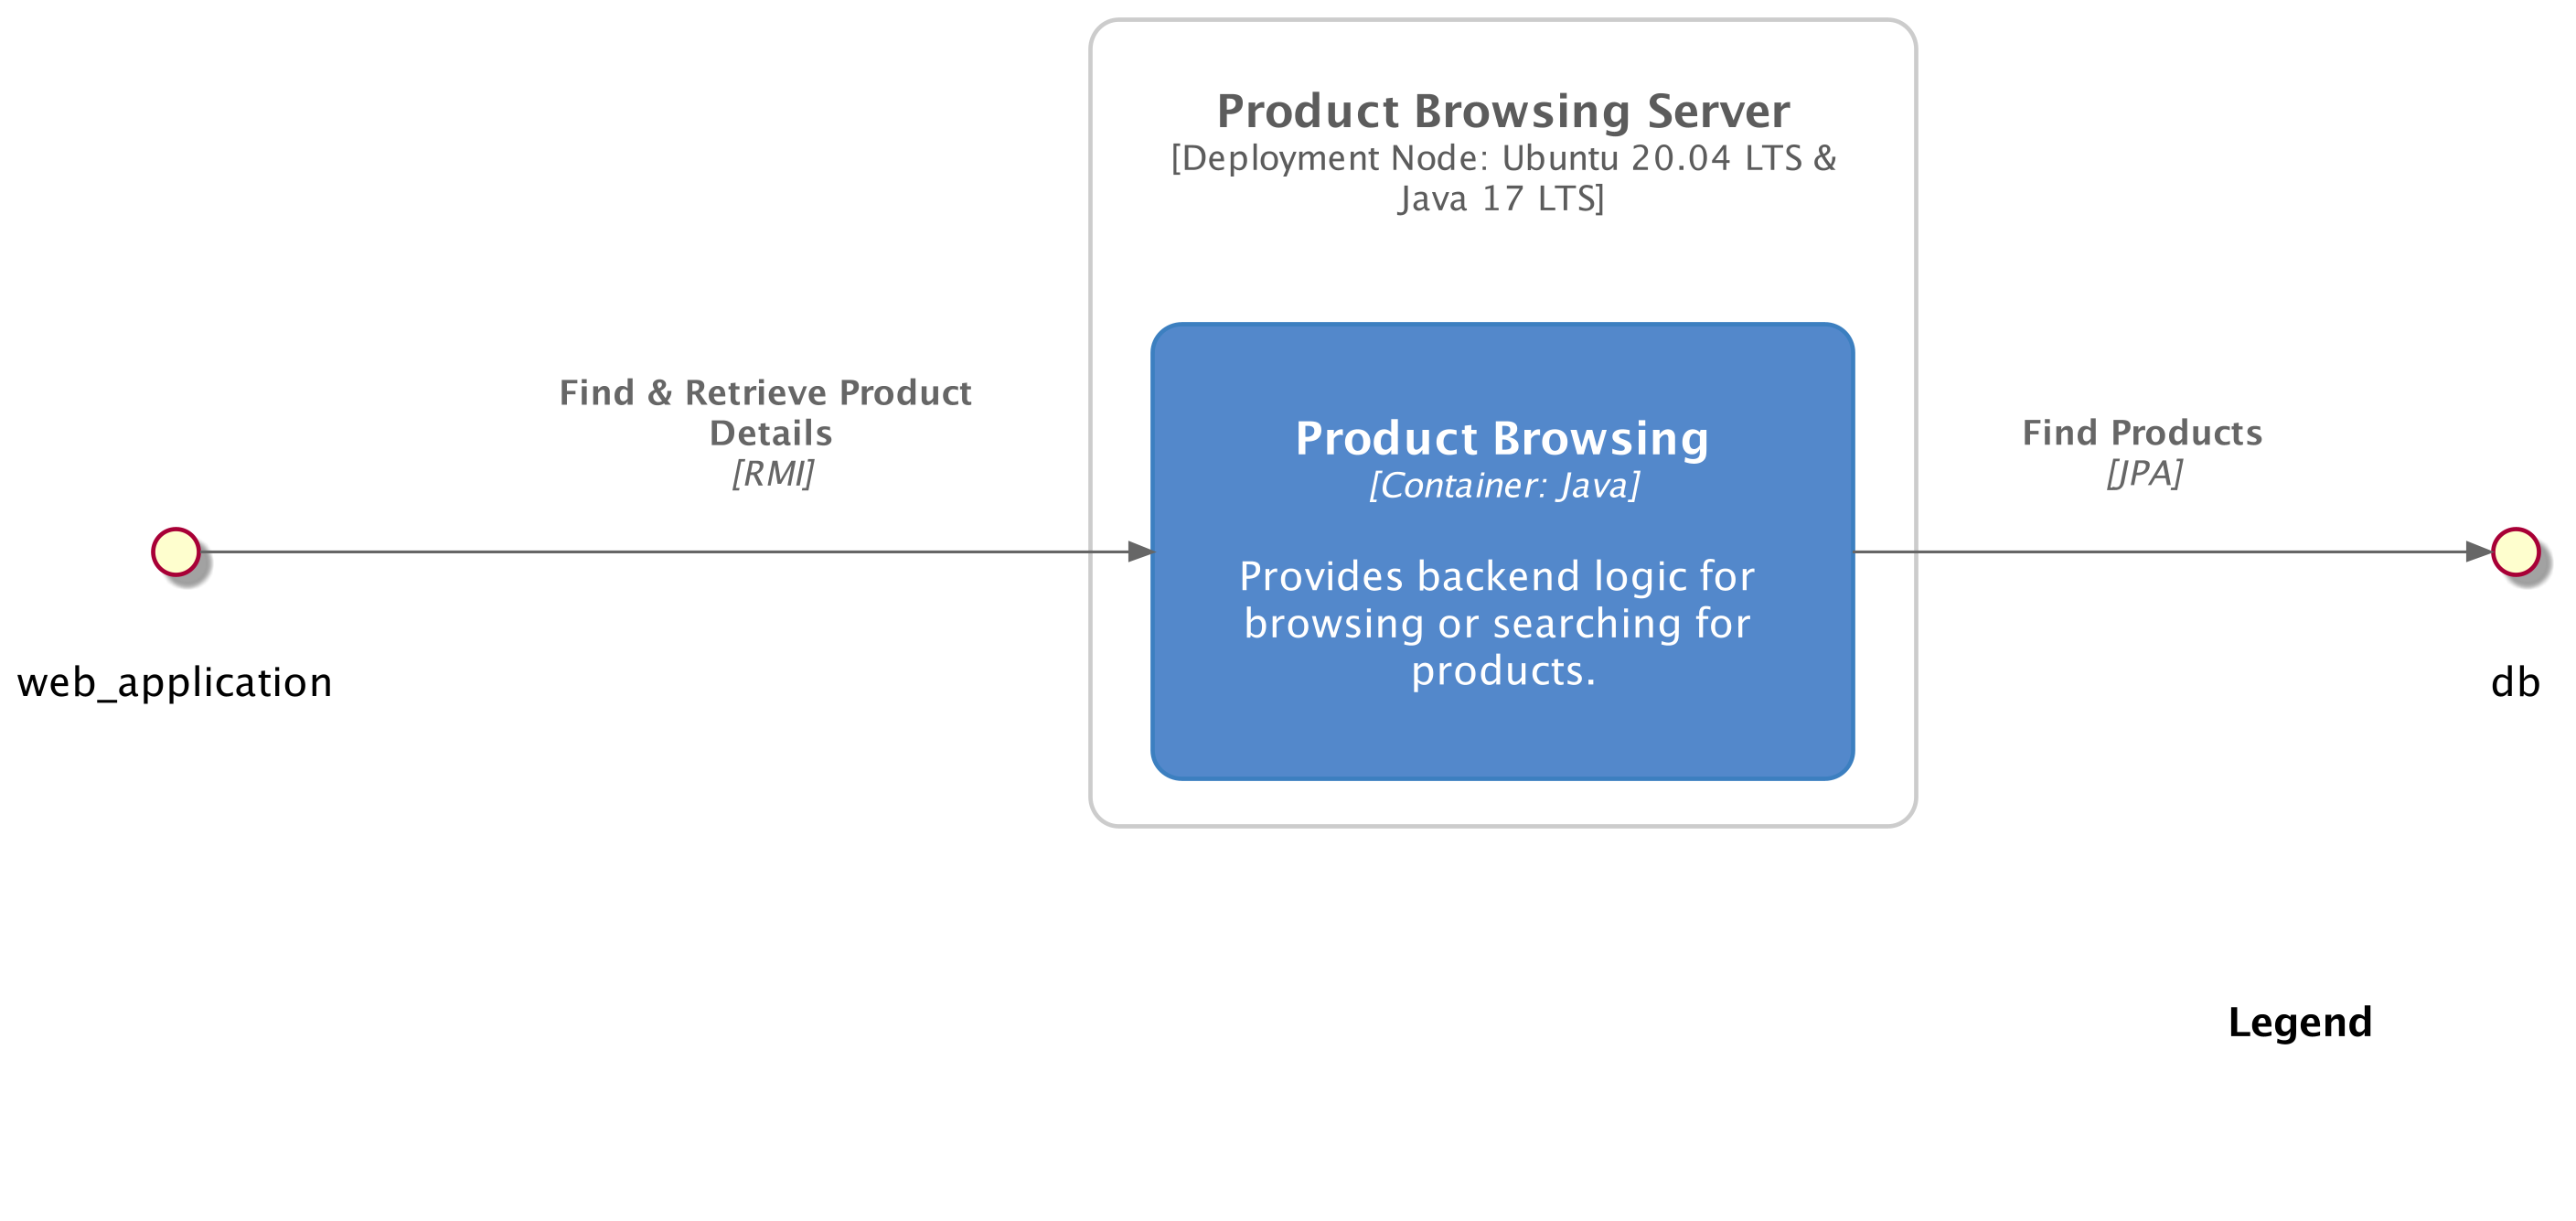 Product Browsing Server
[Deployment Node: Ubuntu 20.04 LTS &
Java 17 LTS]
Find & Retrieve Product
Details
[RMI]
Product Browsing
[Container: Java]
Provides backend logic for
browsing or searching for
products.
Find Products
[JPA]
web_application
db
Legend